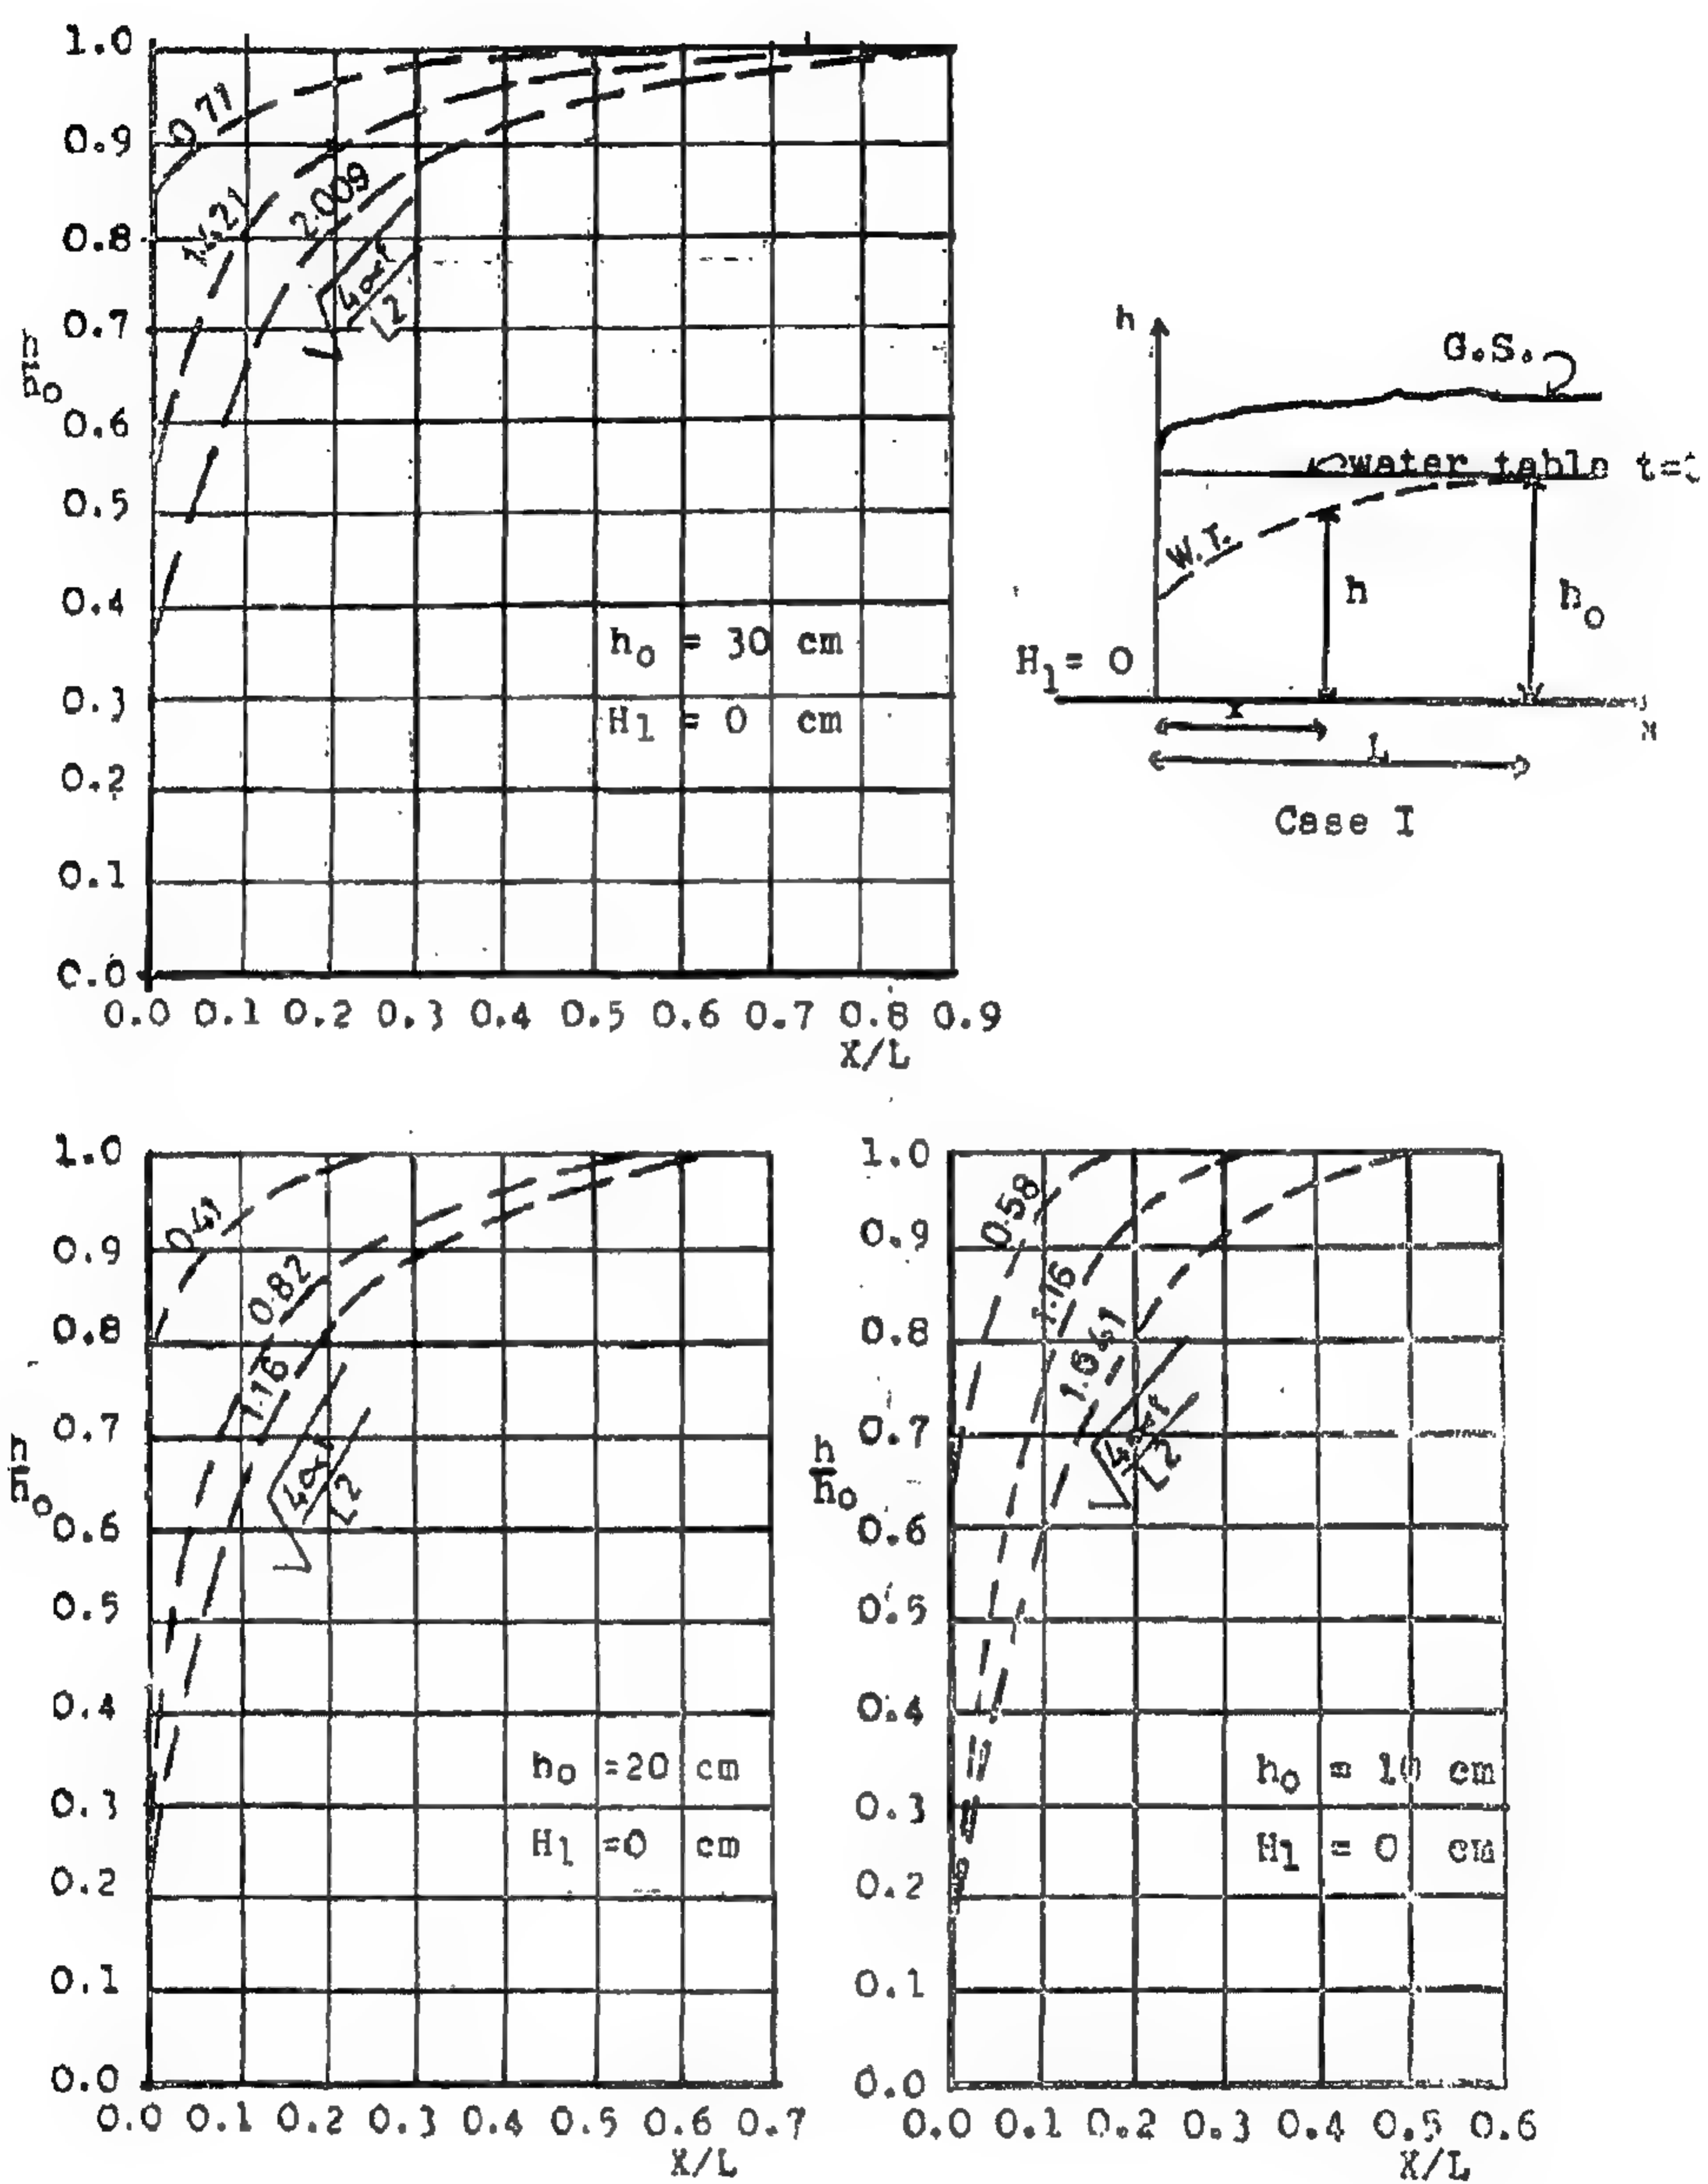 1.0
0.9
0.8
0.7
0.6
0.5
0.4
0.3
0.2
0.1
0.0
h
h₀
0.71
1.421
2.009
√4αt
L2
h₀ = 30 cm
H₁ = 0 cm
0.0 0.1 0.2 0.3 0.4 0.5 0.6 0.7 0.8 0.9
X/L
h
G.S.
water table t=
W.T.
h
h₀
H₁ = 0
X
L
Case I
1.0
0.9
0.8
0.7
0.6
0.5
0.4
0.3
0.2
0.1
0.0
h
h₀
0.41
0.82
1.16
√4αt
L2
h₀ =20 cm
H₁ =0 cm
0.0 0.1 0.2 0.3 0.4 0.5 0.6 0.7
X/L
1.0
0.9
0.8
0.7
0.6
0.5
0.4
0.3
0.2
0.1
0.0
h
h₀
0.58
1.16
1.641
√4αt
L2
h₀ = 10 cm
H₁ = 0 cm
0.0 0.1 0.2 0.3 0.4 0.5 0.6
X/L